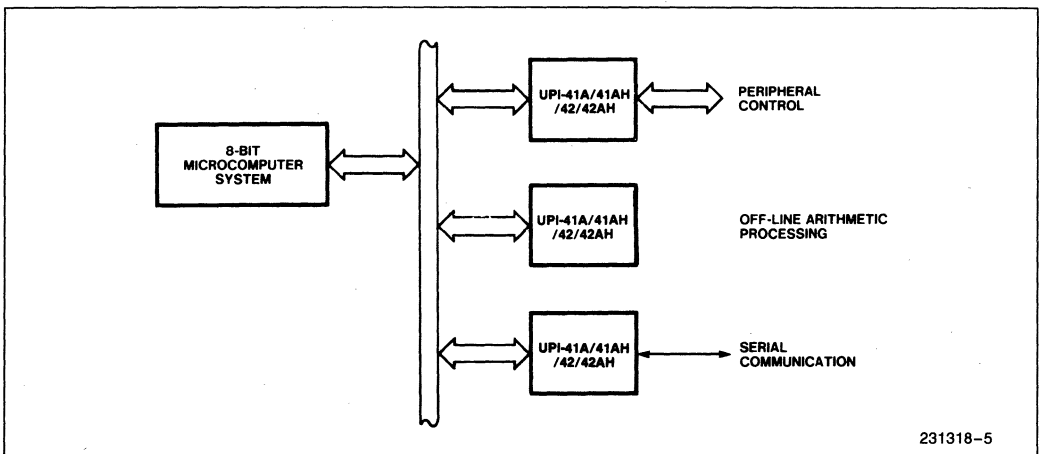 UPI-41A/41AH
/42/42AH
PERIPHERAL
CONTROL
8-BIT
MICROCOMPUTER
SYSTEM
UPI-41A/41AH
/42/42AH
OFF-LINE ARITHMETIC
PROCESSING
UPI-41A/41AH
/42/42AH
SERIAL
COMMUNICATION
231318-5